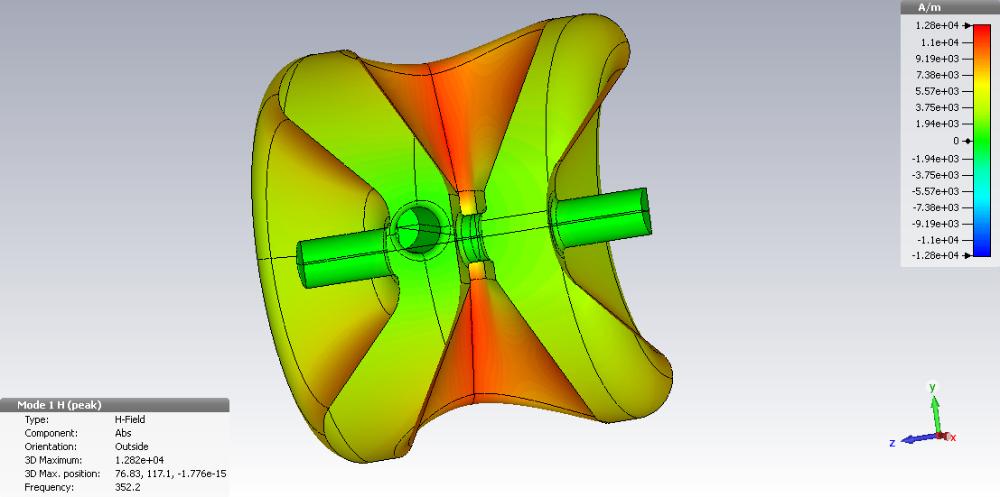 A/m
1.28e+04
1.1e+04
9.19e+03
7.38e+03
5.57e+03
3.75e+03
1.94e+03
0
-1.94e+03
-3.75e+03
-5.57e+03
-7.38e+03
-9.19e+03
-1.1e+04
-1.28e+04
y
z
x
Mode 1 H (peak)
Type: H-Field
Component: Abs
Orientation: Outside
3D Maximum: 1.282e+04
3D Max. position: 76.83, 117.1, -1.776e-15
Frequency: 352.2